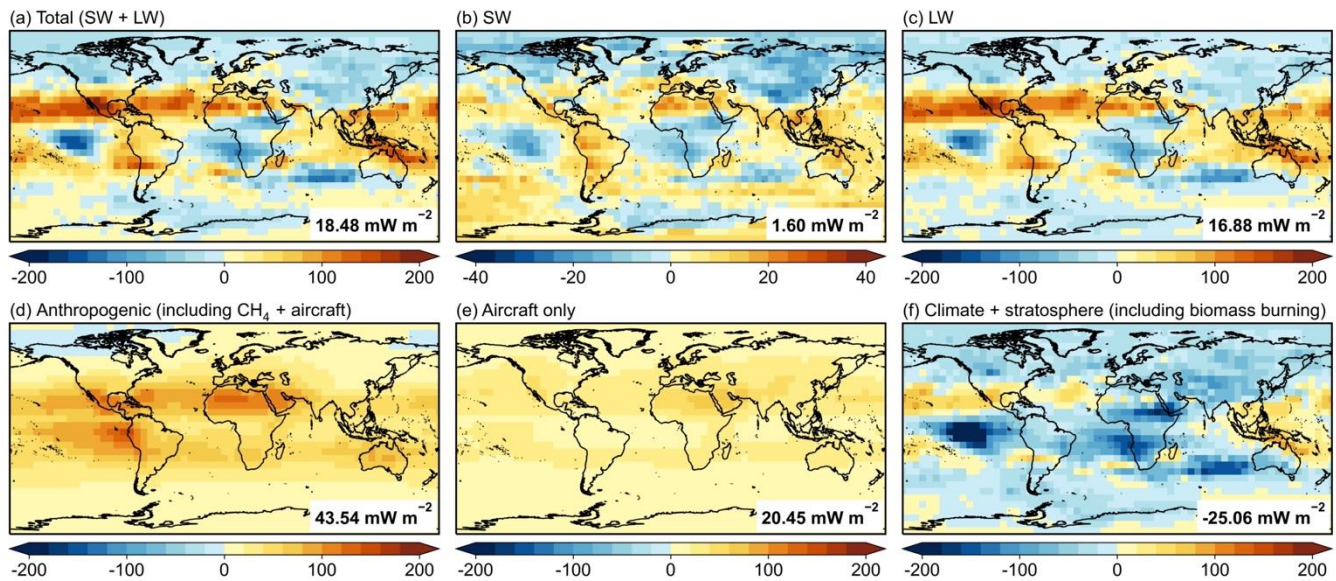 (a) Total (SW + LW)
(b) SW
(c) LW
18.48 mW m⁻²
1.60 mW m⁻²
16.88 mW m⁻²
-200 -100 0 100 200
-40 -20 0 20 40
-200 -100 0 100 200
(d) Anthropogenic (including CH₄ + aircraft)
(e) Aircraft only
(f) Climate + stratosphere (including biomass burning)
43.54 mW m⁻²
20.45 mW m⁻²
-25.06 mW m⁻²
-200 -100 0 100 200
-200 -100 0 100 200
-200 -100 0 100 200